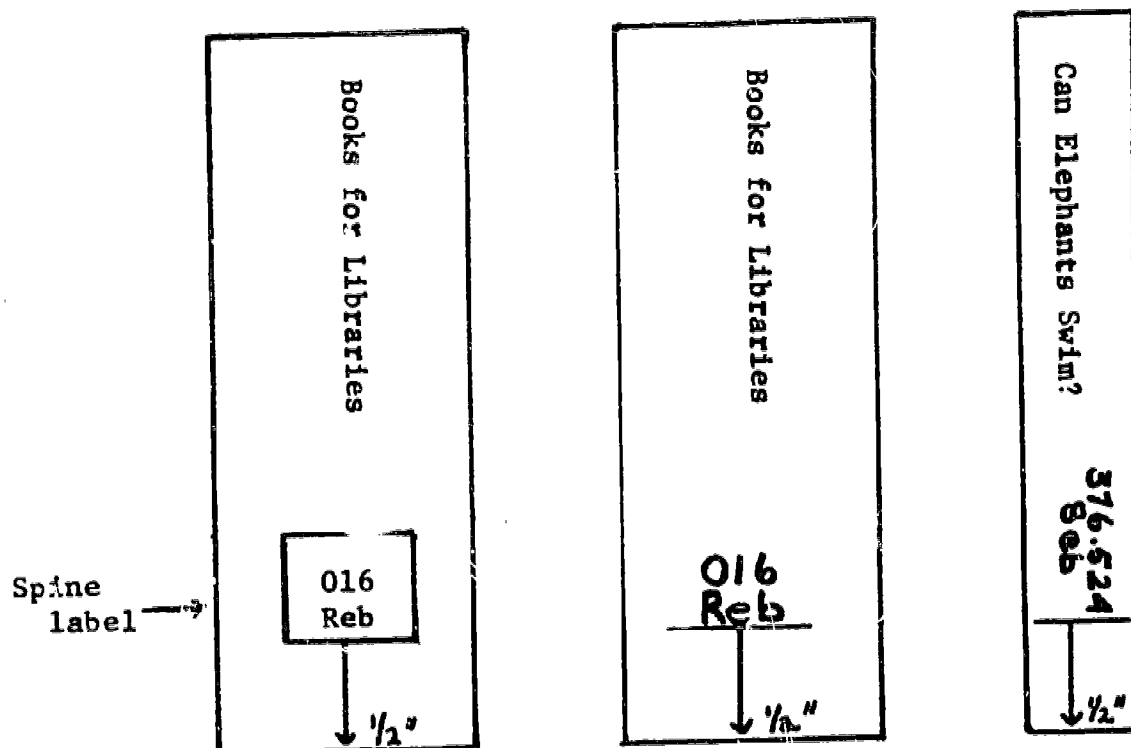 Books for Libraries
Spine
label
016
Reb
1/2"
Books for Libraries
016
Reb
1/2"
Can Elephants Swim?
376.524
Seb
1/2"